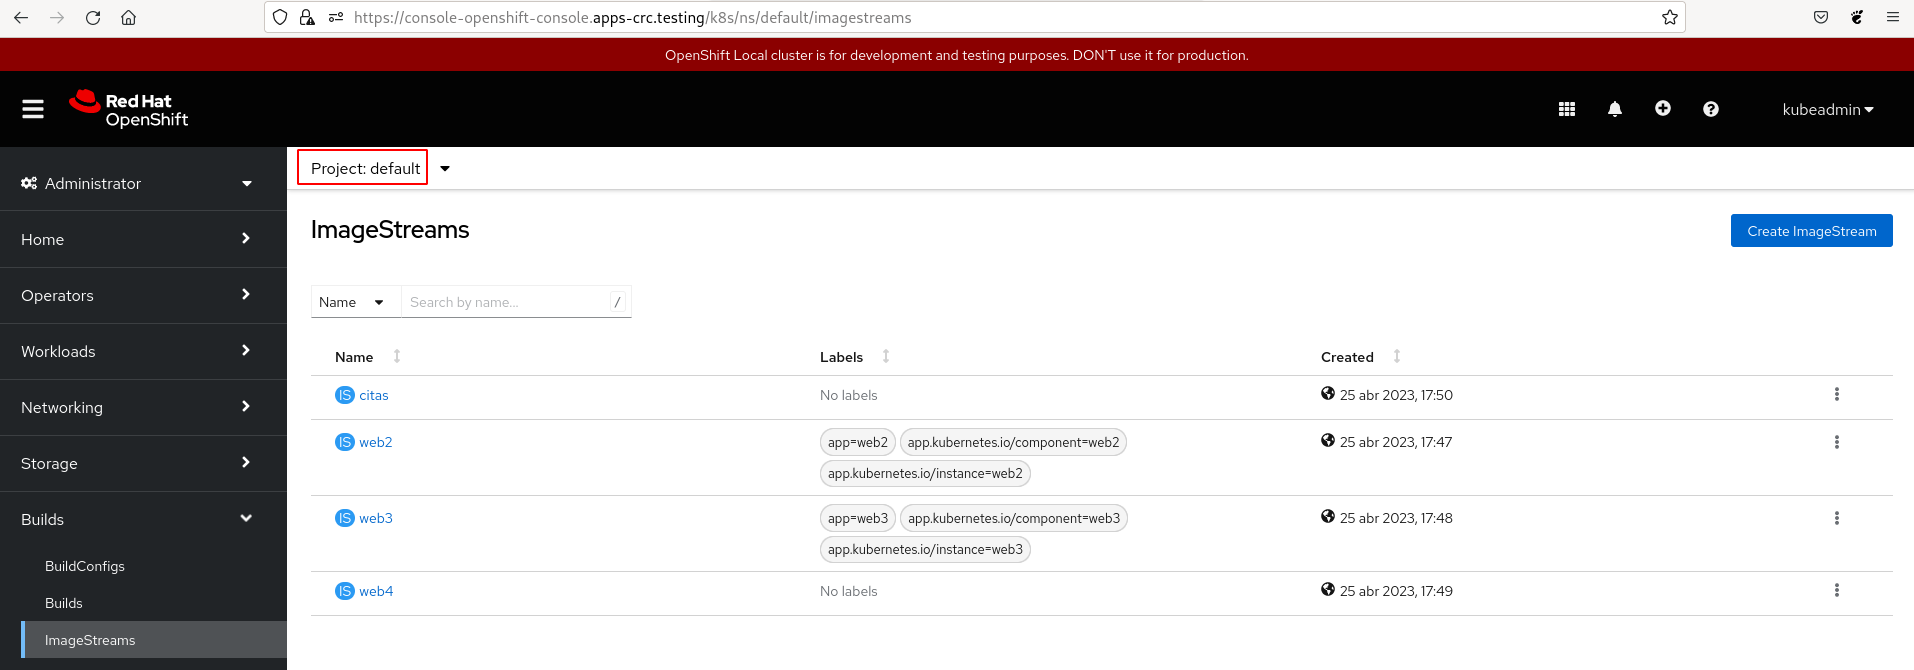 https://console-openshift-console.apps-crc.testing/k8s/ns/default/imagestreams
OpenShift Local cluster is for development and testing purposes. DON'T use it for production.
Red Hat
OpenShift
kubeadmin
Project: default
Administrator
Home
Operators
Workloads
Networking
Storage
Builds
BuildConfigs
Builds
ImageStreams
ImageStreams
Create ImageStream
Name
Search by name...
/
Name Labels Created
IS citas No labels 25 abr 2023, 17:50
IS web2 app=web2 app.kubernetes.io/component=web2 25 abr 2023, 17:47
app.kubernetes.io/instance=web2
IS web3 app=web3 app.kubernetes.io/component=web3 25 abr 2023, 17:48
app.kubernetes.io/instance=web3
IS web4 No labels 25 abr 2023, 17:49